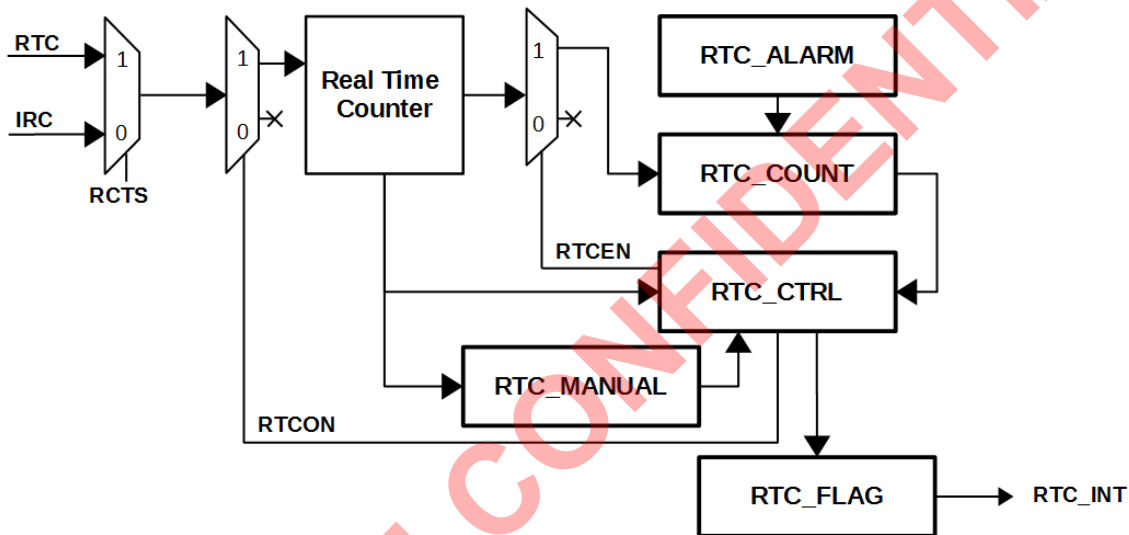 RTC
IRC
1
0
RCTS
1
0
Real Time
Counter
1
0
RTC_ALARM
RTC_COUNT
RTCEN
RTC_CTRL
RTC_MANUAL
RTCON
RTC_FLAG
RTC_INT
CONFIDENT